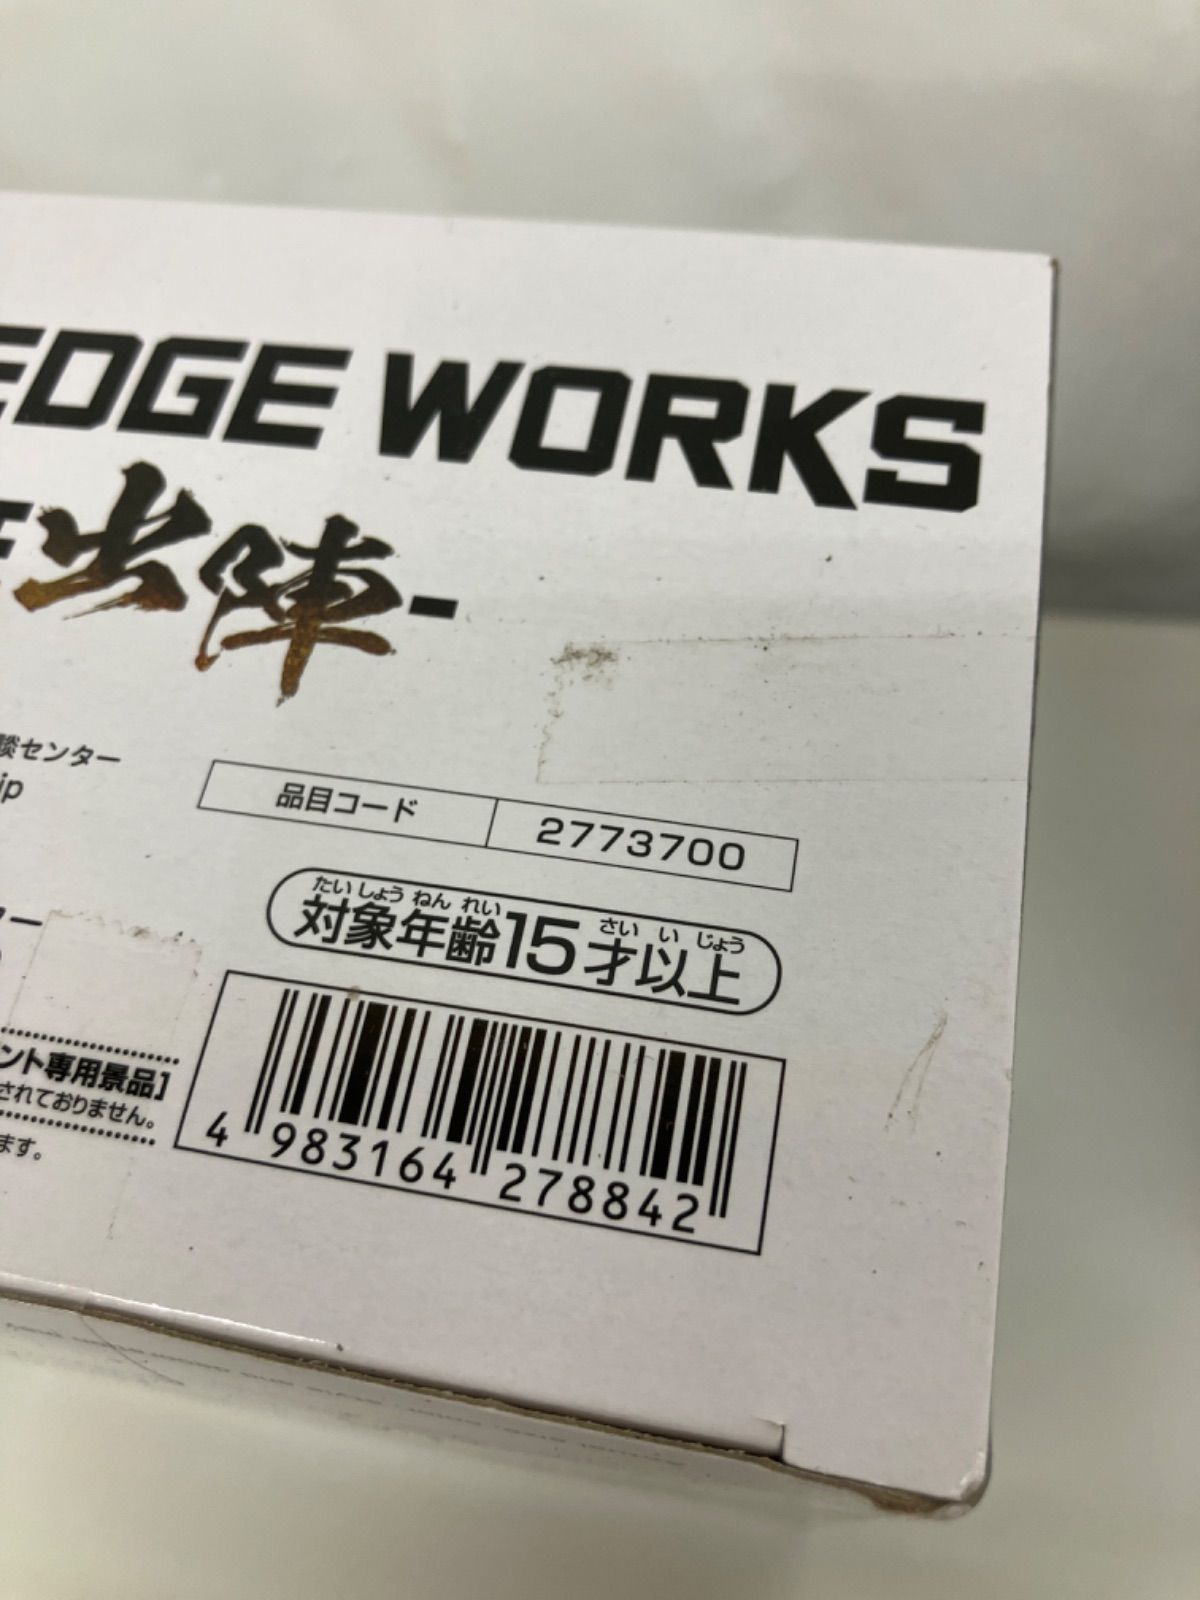 EDGE WORKS
出陣-
談センター
jp
品目コード 2773700
たいしょうねんれい さいいじょう
対象年齢15才以上
ント専用景品]
されておりません。
ます。
4 983164 278842